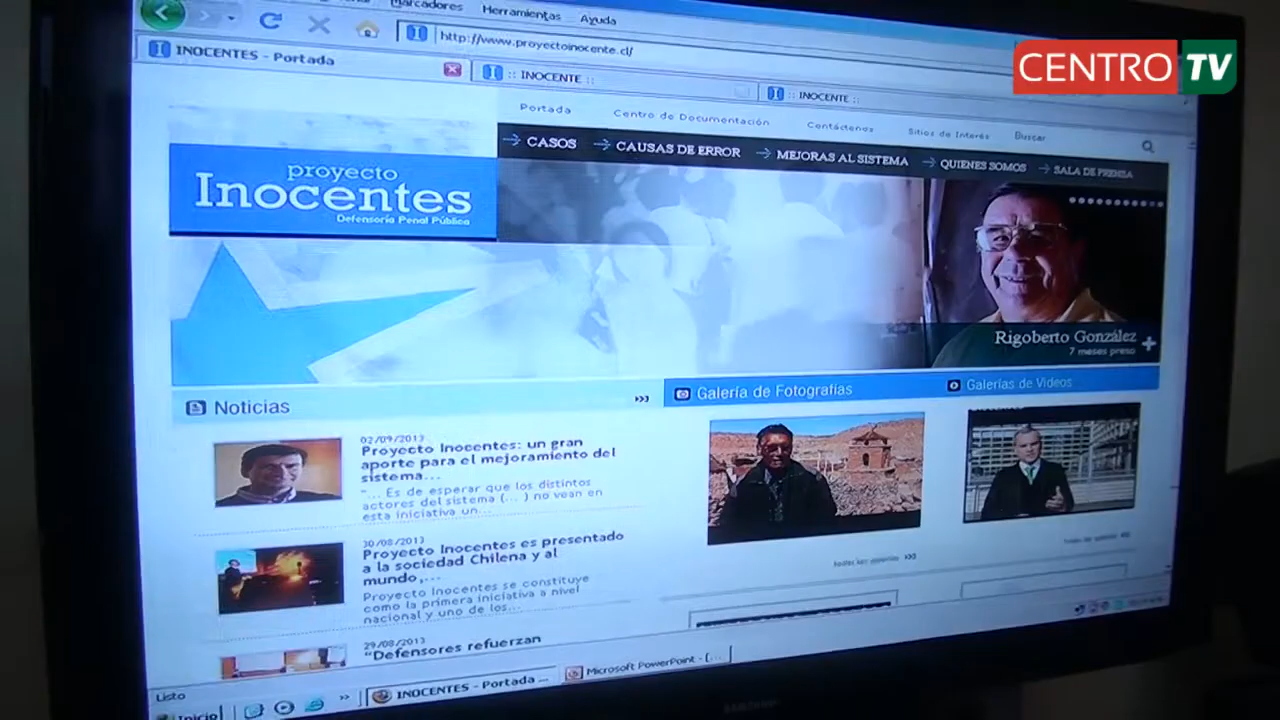 Marcadores Herramientas Ayuda
http://www.proyectoinocente.cl/
CENTRO TV
INOCENTES - Portada
:: INOCENTE ::
:: INOCENTE ::
Portada Centro de Documentación Contáctenos Sitios de Interés Buscar
CASOS CAUSAS DE ERROR MEJORAS AL SISTEMA QUIENES SOMOS SALA DE PRENSA
proyecto
Inocentes
Defensoría Penal Pública
Rigoberto González
7 meses preso
Noticias
Galería de Fotografías
Galerías de Videos
02/09/2013
Proyecto Inocentes: un gran
aporte para el mejoramiento del
sistema...
"... Es de esperar que los distintos
actores del sistema (... ) no vean en
esta iniciativa un...
30/08/2013
Proyecto Inocentes es presentado
a la sociedad Chilena y al
mundo,...
Proyecto Inocentes se constituye
como la primera iniciativa a nivel
nacional y uno de los...
29/08/2013
"Defensores refuerzan
Listo
Inicio
INOCENTES - Portada ...
Microsoft PowerPoint - [...